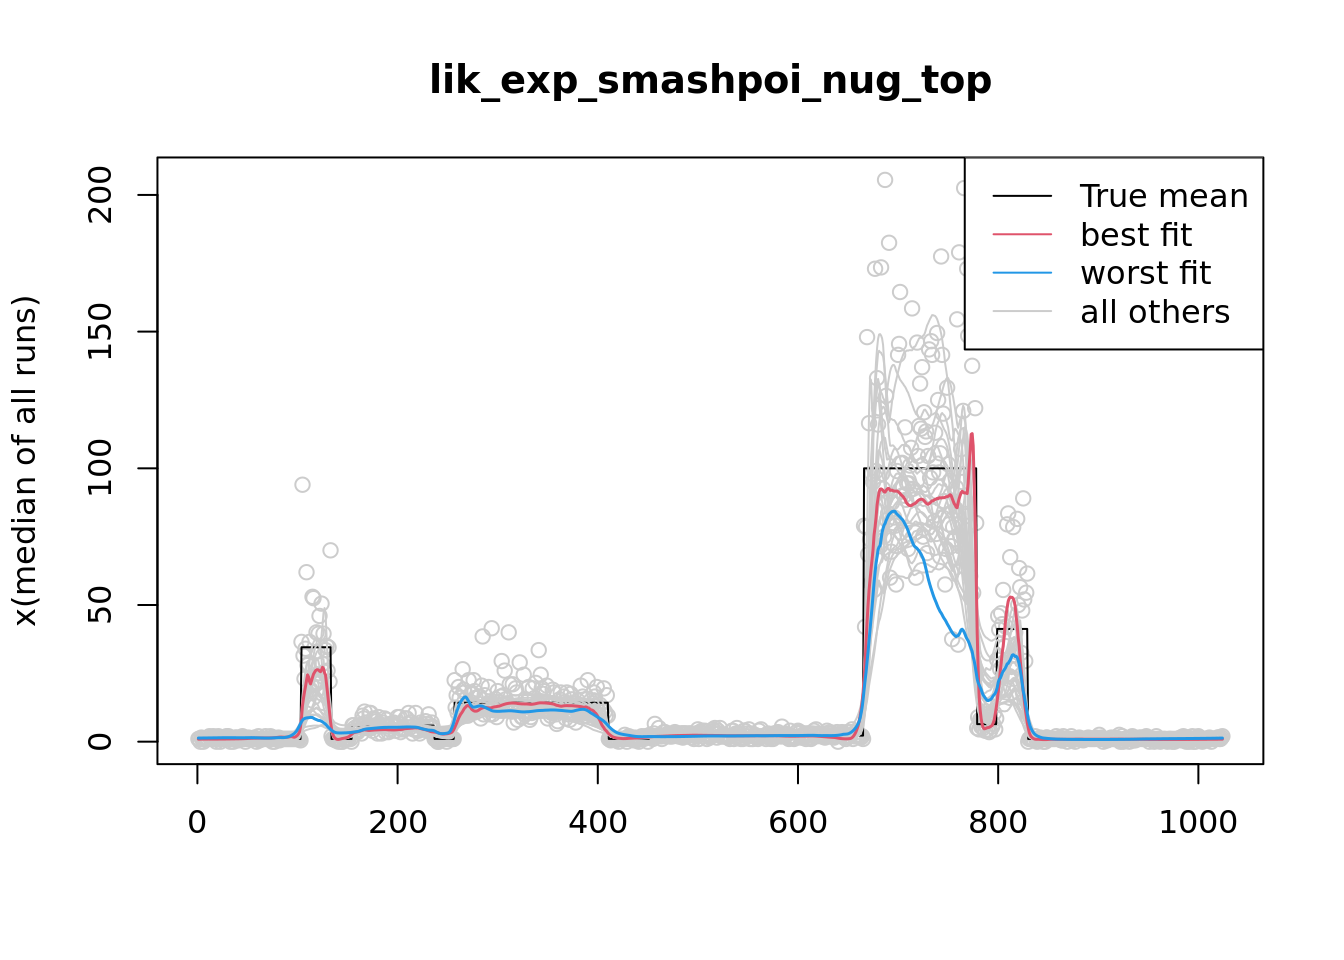 lik_exp_smashpoi_nug_top
x(median of all runs)
200
150
100
50
0
True mean
best fit
worst fit
all others
0 200 400 600 800 1000